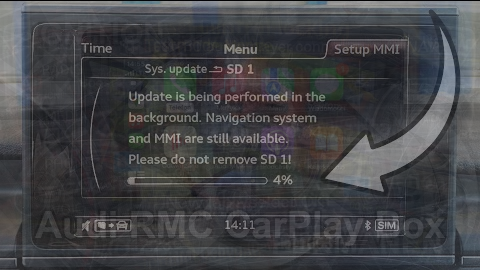 Time Menu Setup MMI
Sys. update SD 1
Update is being performed in the
background. Navigation system
and MMI are still available.
Please do not remove SD 1!
4%
14:11 SIM
Audi RMC CarPlay Box